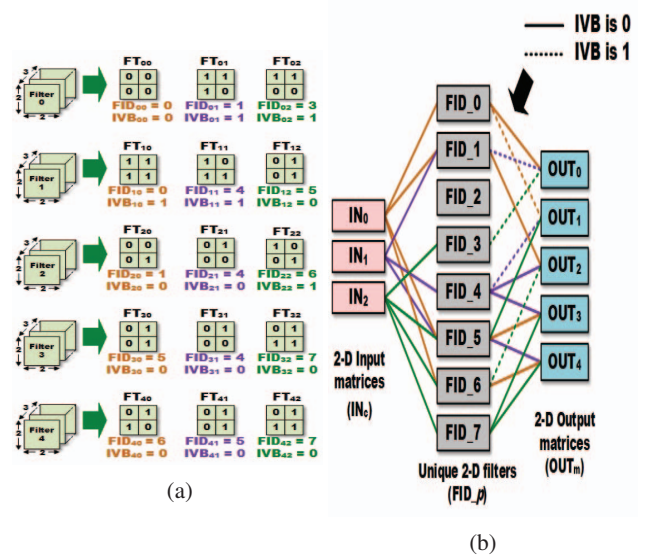 3
2
Filter
0
2
FT₀₀ FT₀₁ FT₀₂
0 0 1 1 1 1
0 0 1 0 0 0
FID₀₀ = 0 FID₀₁ = 1 FID₀₂ = 3
IVB₀₀ = 0 IVB₀₁ = 1 IVB₀₂ = 1
3
2
Filter
1
2
FT₁₀ FT₁₁ FT₁₂
1 1 1 0 0 1
1 1 1 1 0 1
FID₁₀ = 0 FID₁₁ = 4 FID₁₂ = 5
IVB₁₀ = 1 IVB₁₁ = 1 IVB₁₂ = 0
3
2
Filter
2
2
FT₂₀ FT₂₁ FT₂₂
0 0 0 1 1 0
0 1 0 0 0 1
FID₂₀ = 1 FID₂₁ = 4 FID₂₂ = 6
IVB₂₀ = 0 IVB₂₁ = 0 IVB₂₂ = 1
3
2
Filter
3
2
FT₃₀ FT₃₁ FT₃₂
0 1 0 1 0 1
0 1 0 0 1 1
FID₃₀ = 5 FID₃₁ = 4 FID₃₂ = 7
IVB₃₀ = 0 IVB₃₁ = 0 IVB₃₂ = 0
3
2
Filter
4
2
FT₄₀ FT₄₁ FT₄₂
0 1 0 1 0 1
1 0 0 1 1 1
FID₄₀ = 6 FID₄₁ = 5 FID₄₂ = 7
IVB₄₀ = 0 IVB₄₁ = 0 IVB₄₂ = 0
(a)
IVB is 0
IVB is 1
IN₀
IN₁
IN₂
2-D Input
matrices
(INc)
FID_0
FID_1
FID_2
FID_3
FID_4
FID_5
FID_6
FID_7
Unique 2-D filters
(FID_p)
OUT₀
OUT₁
OUT₂
OUT₃
OUT₄
2-D Output
matrices
(OUTm)
(b)